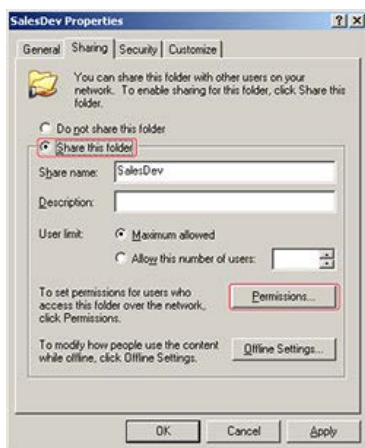 SalesDev Properties
General Sharing Security Customize
You can share this folder with other users on your
network. To enable sharing for this folder, click Share this
folder.
Do not share this folder
Share this folder
Share name: SalesDev
Description:
User limit: Maximum allowed
Allow this number of users:
To set permissions for users who
access this folder over the network,
click Permissions.
Permissions...
To modify how people use the content
while offline, click Offline Settings.
Offline Settings...
OK Cancel Apply